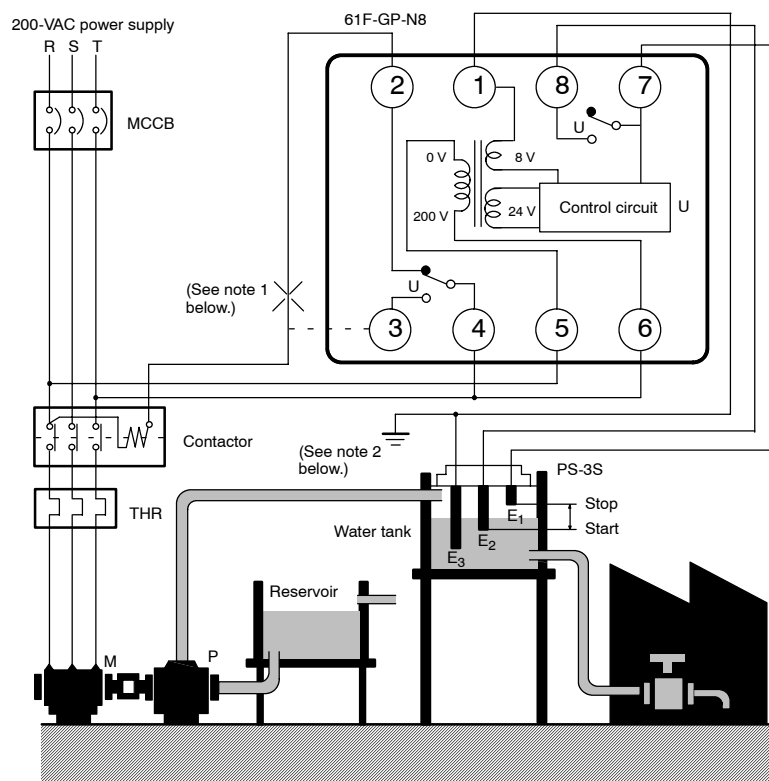 200-VAC power supply
R S T
MCCB
61F-GP-N8
2 1 8 7
U
0 V 8 V
200 V 24 V
Control circuit U
U
3 4 5 6
(See note 1
below.)
Contactor
(See note 2
below.)
THR
PS-3S
Stop
Start
E1
E2
E3
Water tank
Reservoir
M
P